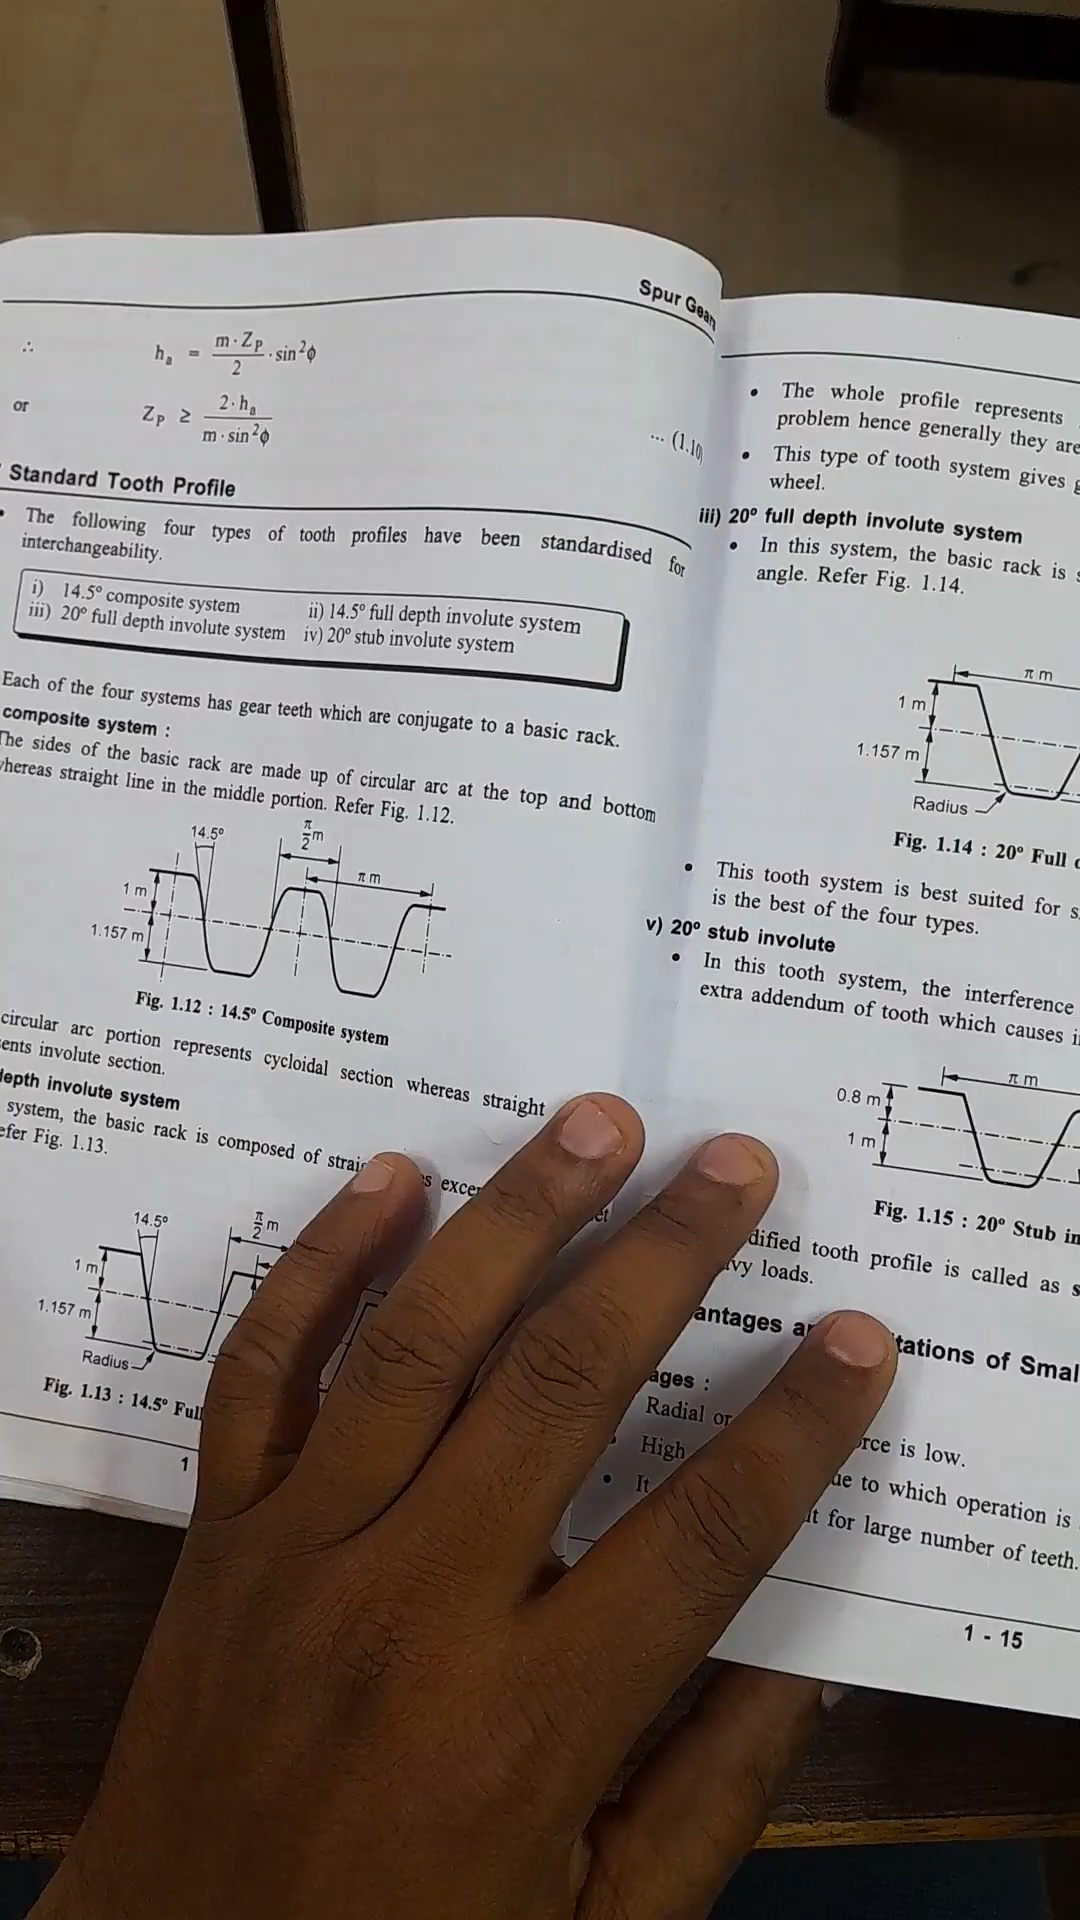 Spur Gears
∴ hₐ = m · Z_P / 2 · sin²ϕ
or Z_P ≥ 2 · hₐ / m · sin²ϕ
... (1.10)
Standard Tooth Profile
• The following four types of tooth profiles have been standardised for
interchangeability.
i) 14.5° composite system ii) 14.5° full depth involute system
iii) 20° full depth involute system iv) 20° stub involute system
Each of the four systems has gear teeth which are conjugate to a basic rack.
composite system :
The sides of the basic rack are made up of circular arc at the top and bottom
whereas straight line in the middle portion. Refer Fig. 1.12.
14.5° π/2 m
π m
1 m
1.157 m
Fig. 1.12 : 14.5° Composite system
circular arc portion represents cycloidal section whereas straight
ents involute section.
depth involute system
system, the basic rack is composed of excep
efer Fig. 1.13.
14.5° π/2 m
1 m
1.157 m
Radius
Fig. 1.13 : 14.5° Full
1
• The whole profile represents
problem hence generally they are
• This type of tooth system gives g
wheel.
iii) 20° full depth involute system
• In this system, the basic rack is s
angle. Refer Fig. 1.14.
π m
1 m
1.157 m
Radius
Fig. 1.14 : 20° Full d
• This tooth system is best suited for s
is the best of the four types.
v) 20° stub involute
• In this tooth system, the interference
extra addendum of tooth which causes i
π m
0.8 m
1 m
Fig. 1.15 : 20° Stub in
dified tooth profile is called as s
vy loads.
antages a tations of Smal
ages :
Radial or rce is low.
High
• It ue to which operation is
It for large number of teeth.
1 - 15